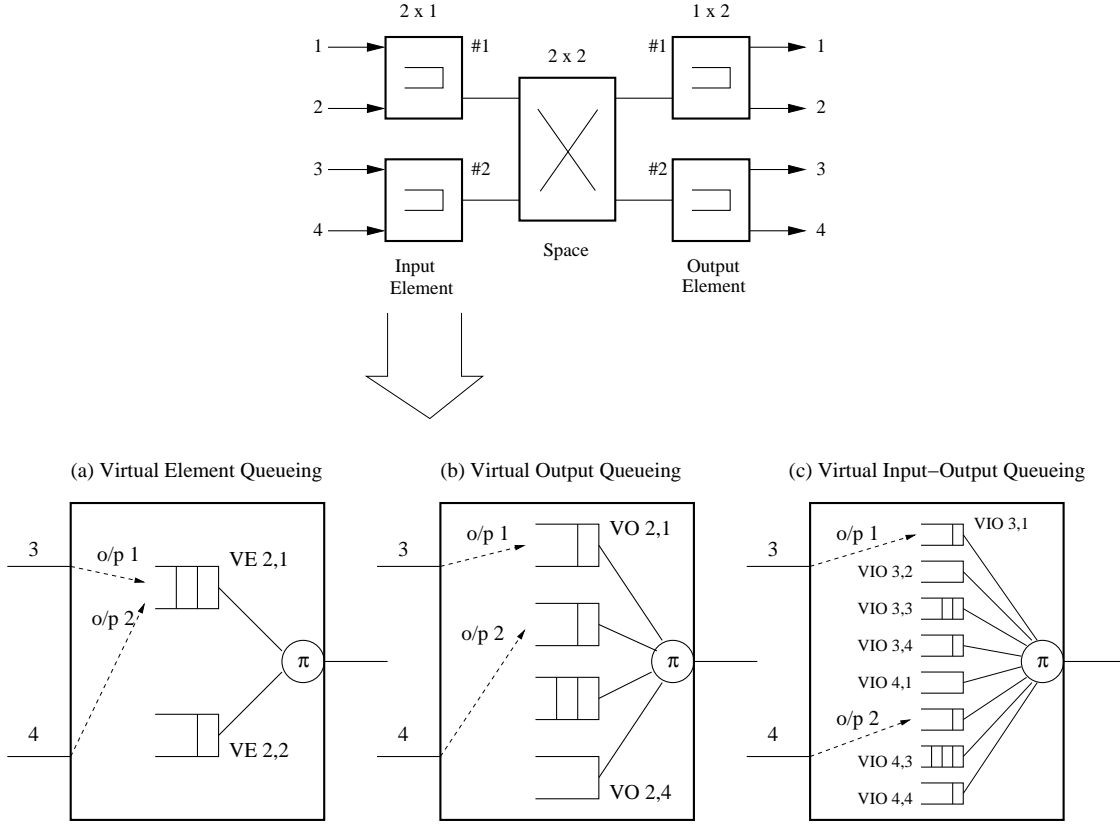 2 x 1
1 x 2
1
#1
#1
1
2 x 2
2
2
3
#2
#2
3
4
4
Space
Input
Element
Output
Element
(a) Virtual Element Queueing
(b) Virtual Output Queueing
(c) Virtual Input−Output Queueing
3
o/p 1
VE 2,1
o/p 2
π
4
VE 2,2
3
o/p 1
VO 2,1
o/p 2
π
4
VO 2,4
3
o/p 1
VIO 3,1
VIO 3,2
VIO 3,3
VIO 3,4
π
VIO 4,1
o/p 2
4
VIO 4,3
VIO 4,4